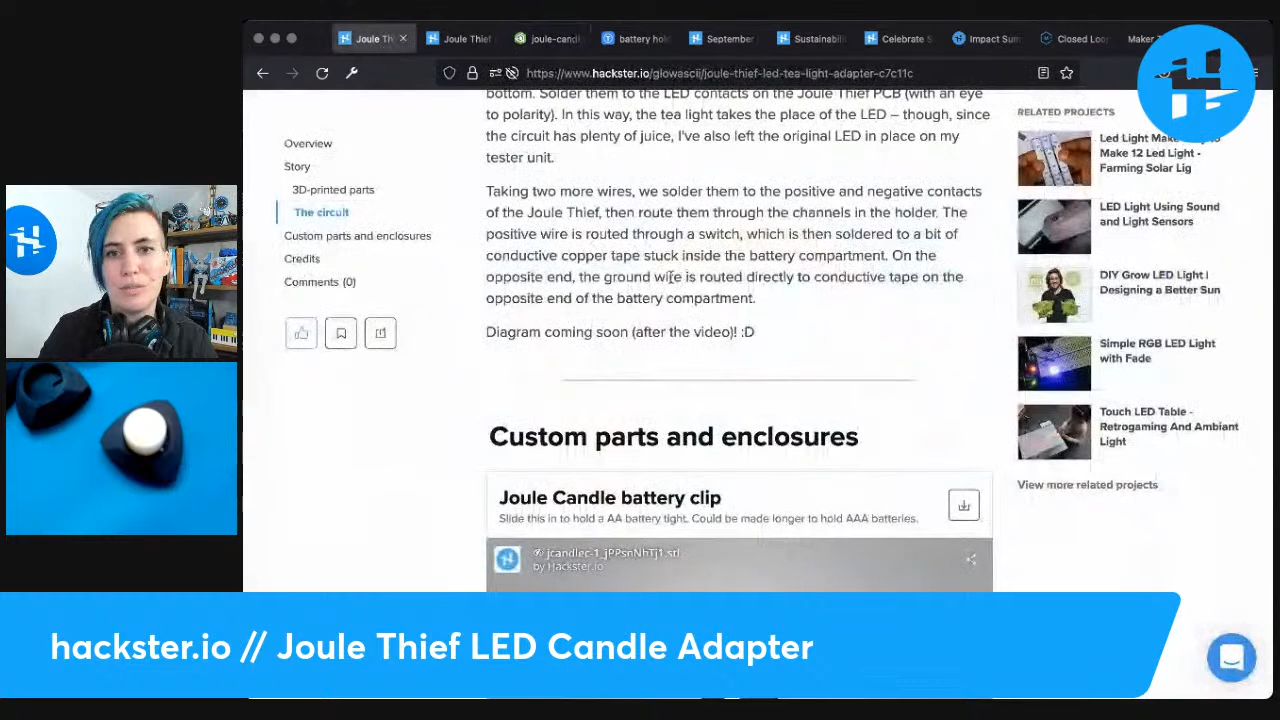 Joule Th
Joule Thief
joule-candl
battery hol
September
Sustainabili
Celebrate S
Impact Sum
Closed Loo
Maker
https://www.hackster.io/glowascii/joule-thief-led-tea-light-adapter-c7c11c
bottom. Solder them to the LED contacts on the Joule Thief PCB (with an eye
to polarity). In this way, the tea light takes the place of the LED – though, since
the circuit has plenty of juice, I've also left the original LED in place on my
tester unit.
Taking two more wires, we solder them to the positive and negative contacts
of the Joule Thief, then route them through the channels in the holder. The
positive wire is routed through a switch, which is then soldered to a bit of
conductive copper tape stuck inside the battery compartment. On the
opposite end, the ground wire is routed directly to conductive tape on the
opposite end of the battery compartment.
Diagram coming soon (after the video)! :D
Overview
Story
3D-printed parts
The circuit
Custom parts and enclosures
Credits
Comments (0)
Custom parts and enclosures
Joule Candle battery clip
Slide this in to hold a AA battery tight. Could be made longer to hold AAA batteries.
jcandlec-1_jPPsnNhTj1.stl
by Hackster.io
RELATED PROJECTS
Led Light
Make 12 Led Light -
Farming Solar Lig
LED Light Using Sound
and Light Sensors
DIY Grow LED Light |
Designing a Better Sun
Simple RGB LED Light
with Fade
Touch LED Table -
Retrogaming And Ambiant
Light
View more related projects
hackster.io // Joule Thief LED Candle Adapter